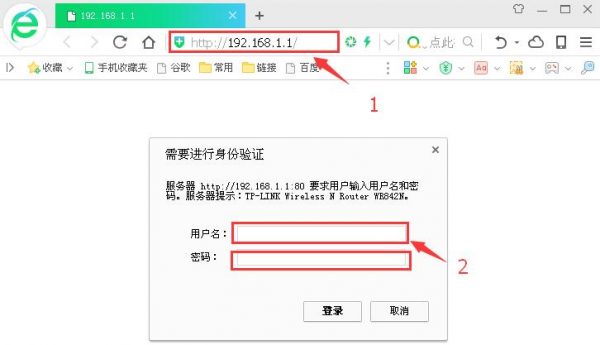 192.168.1.1
http://192.168.1.1/
点此
收藏 手机收藏夹 谷歌 常用 链接 百度
Aa
1
需要进行身份验证
服务器 http://192.168.1.1:80 要求用户输入用户名和密
码。服务器提示:TP-LINK Wireless N Router WR842N。
用户名:
密码:
2
登录 取消